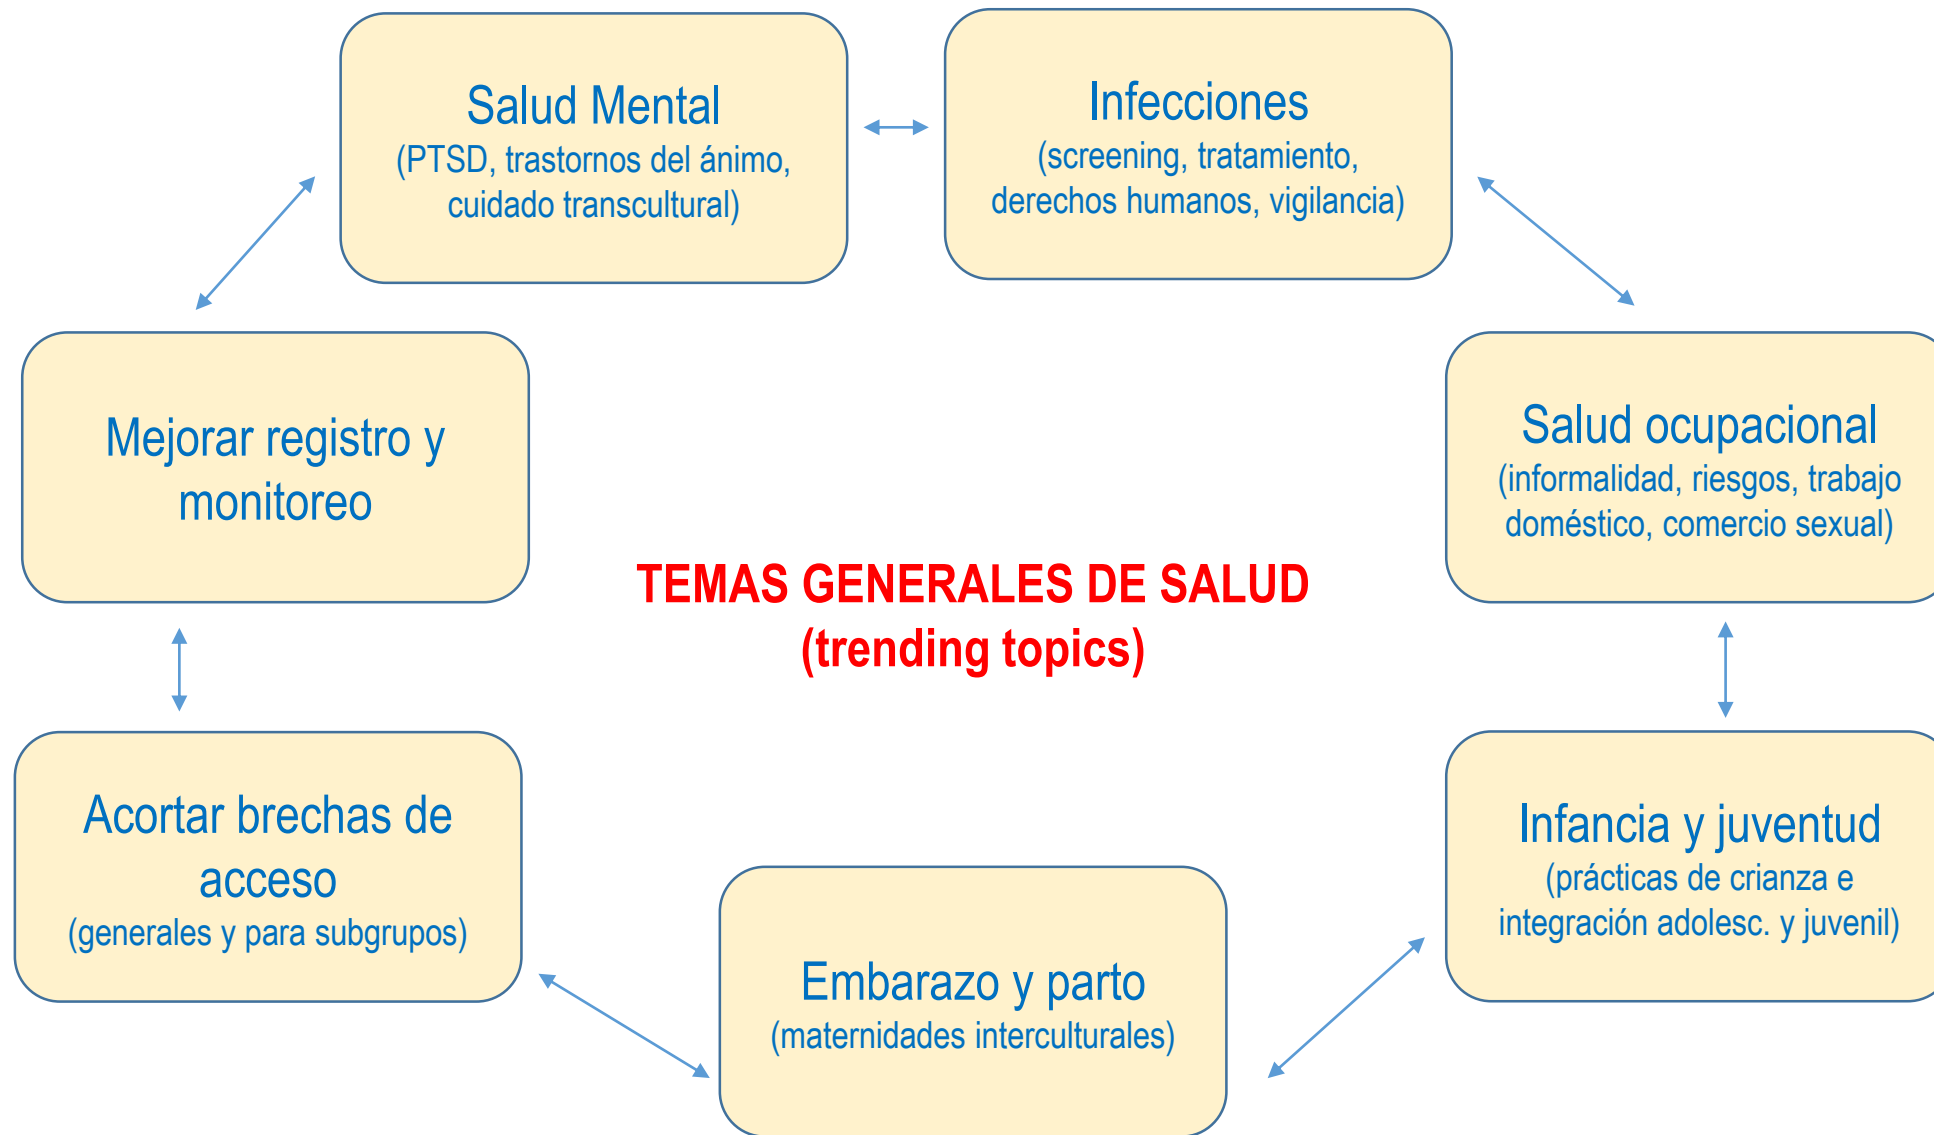 Salud Mental
(PTSD, trastornos del ánimo,
cuidado transcultural)
Infecciones
(screening, tratamiento,
derechos humanos, vigilancia)
Mejorar registro y
monitoreo
Salud ocupacional
(informalidad, riesgos, trabajo
doméstico, comercio sexual)
TEMAS GENERALES DE SALUD
(trending topics)
Acortar brechas de
acceso
(generales y para subgrupos)
Infancia y juventud
(prácticas de crianza e
integración adolesc. y juvenil)
Embarazo y parto
(maternidades interculturales)